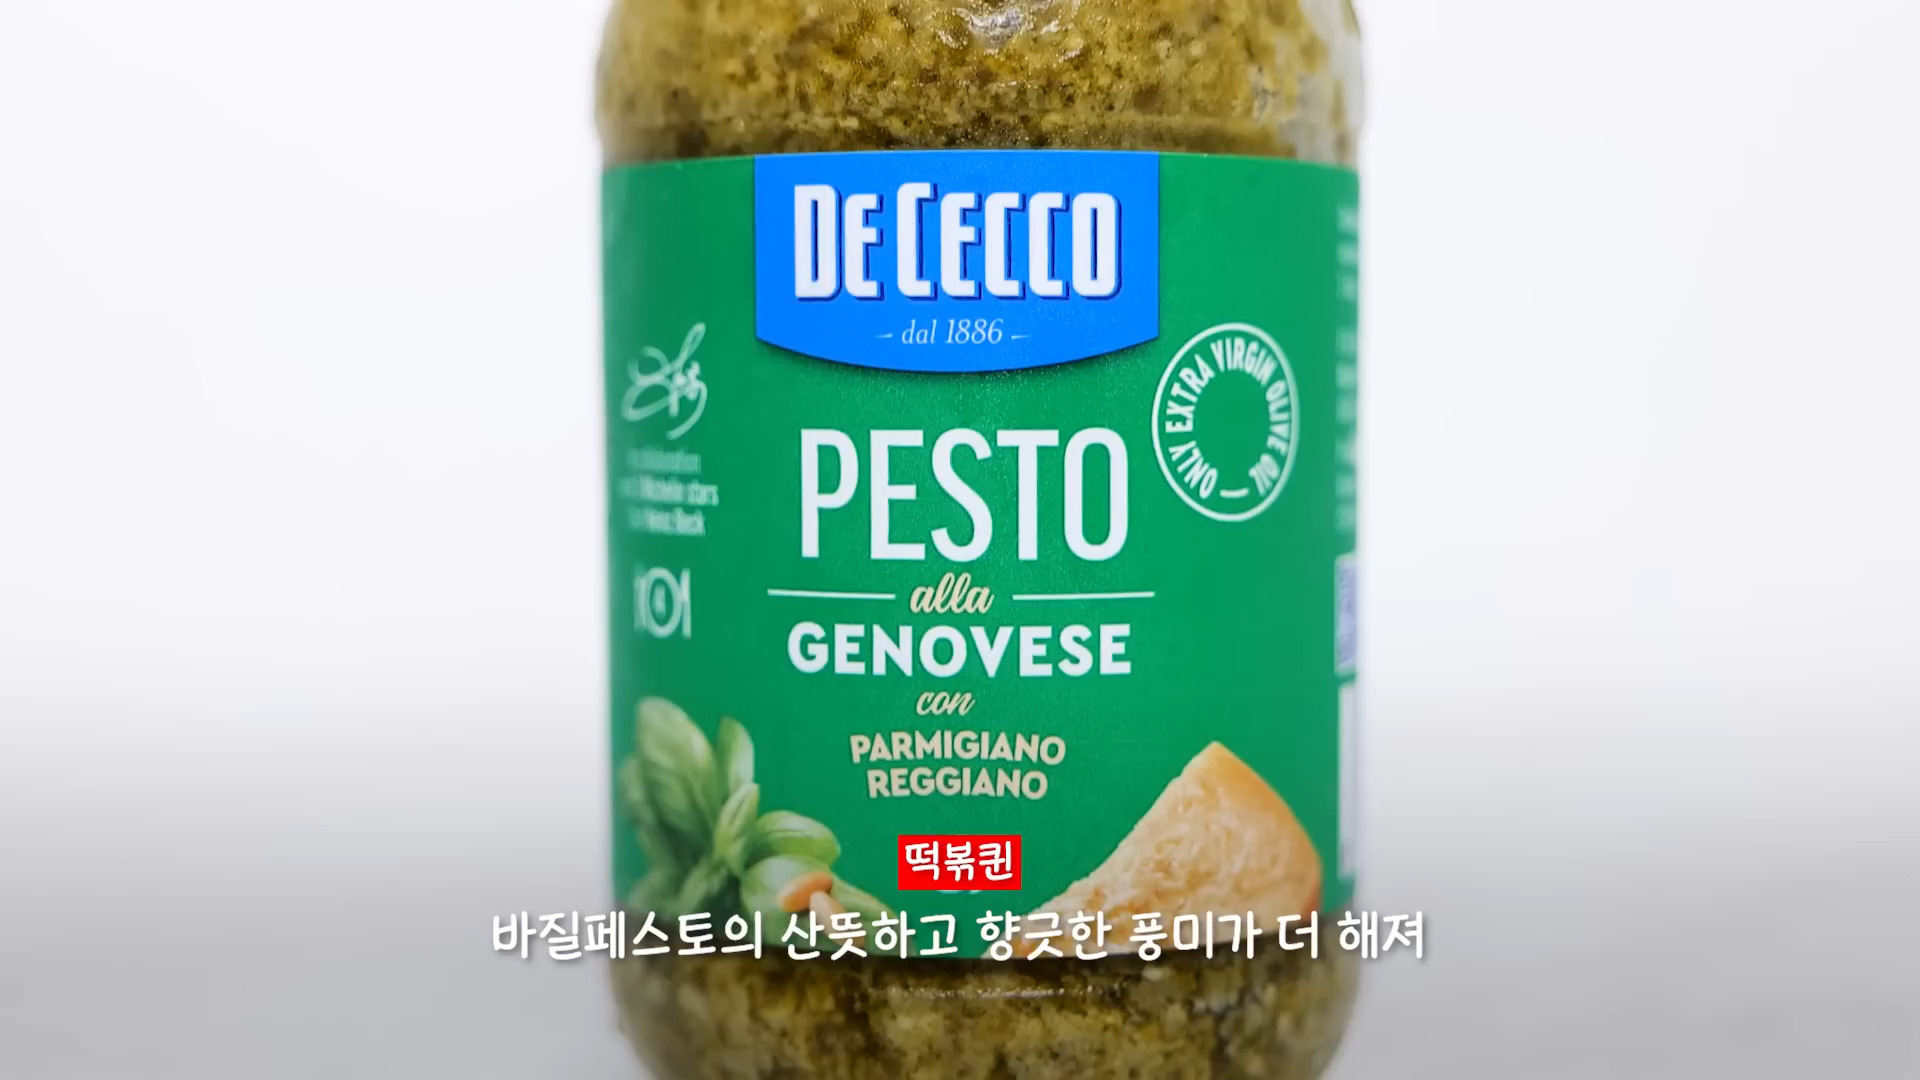 DE CECCO
dal 1886
ONLY EXTRA VIRGIN OLIVE OIL
PESTO
alla
GENOVESE
con
PARMIGIANO
REGGIANO
떡볶퀸
바질페스토의 산뜻하고 향긋한 풍미가 더 해져